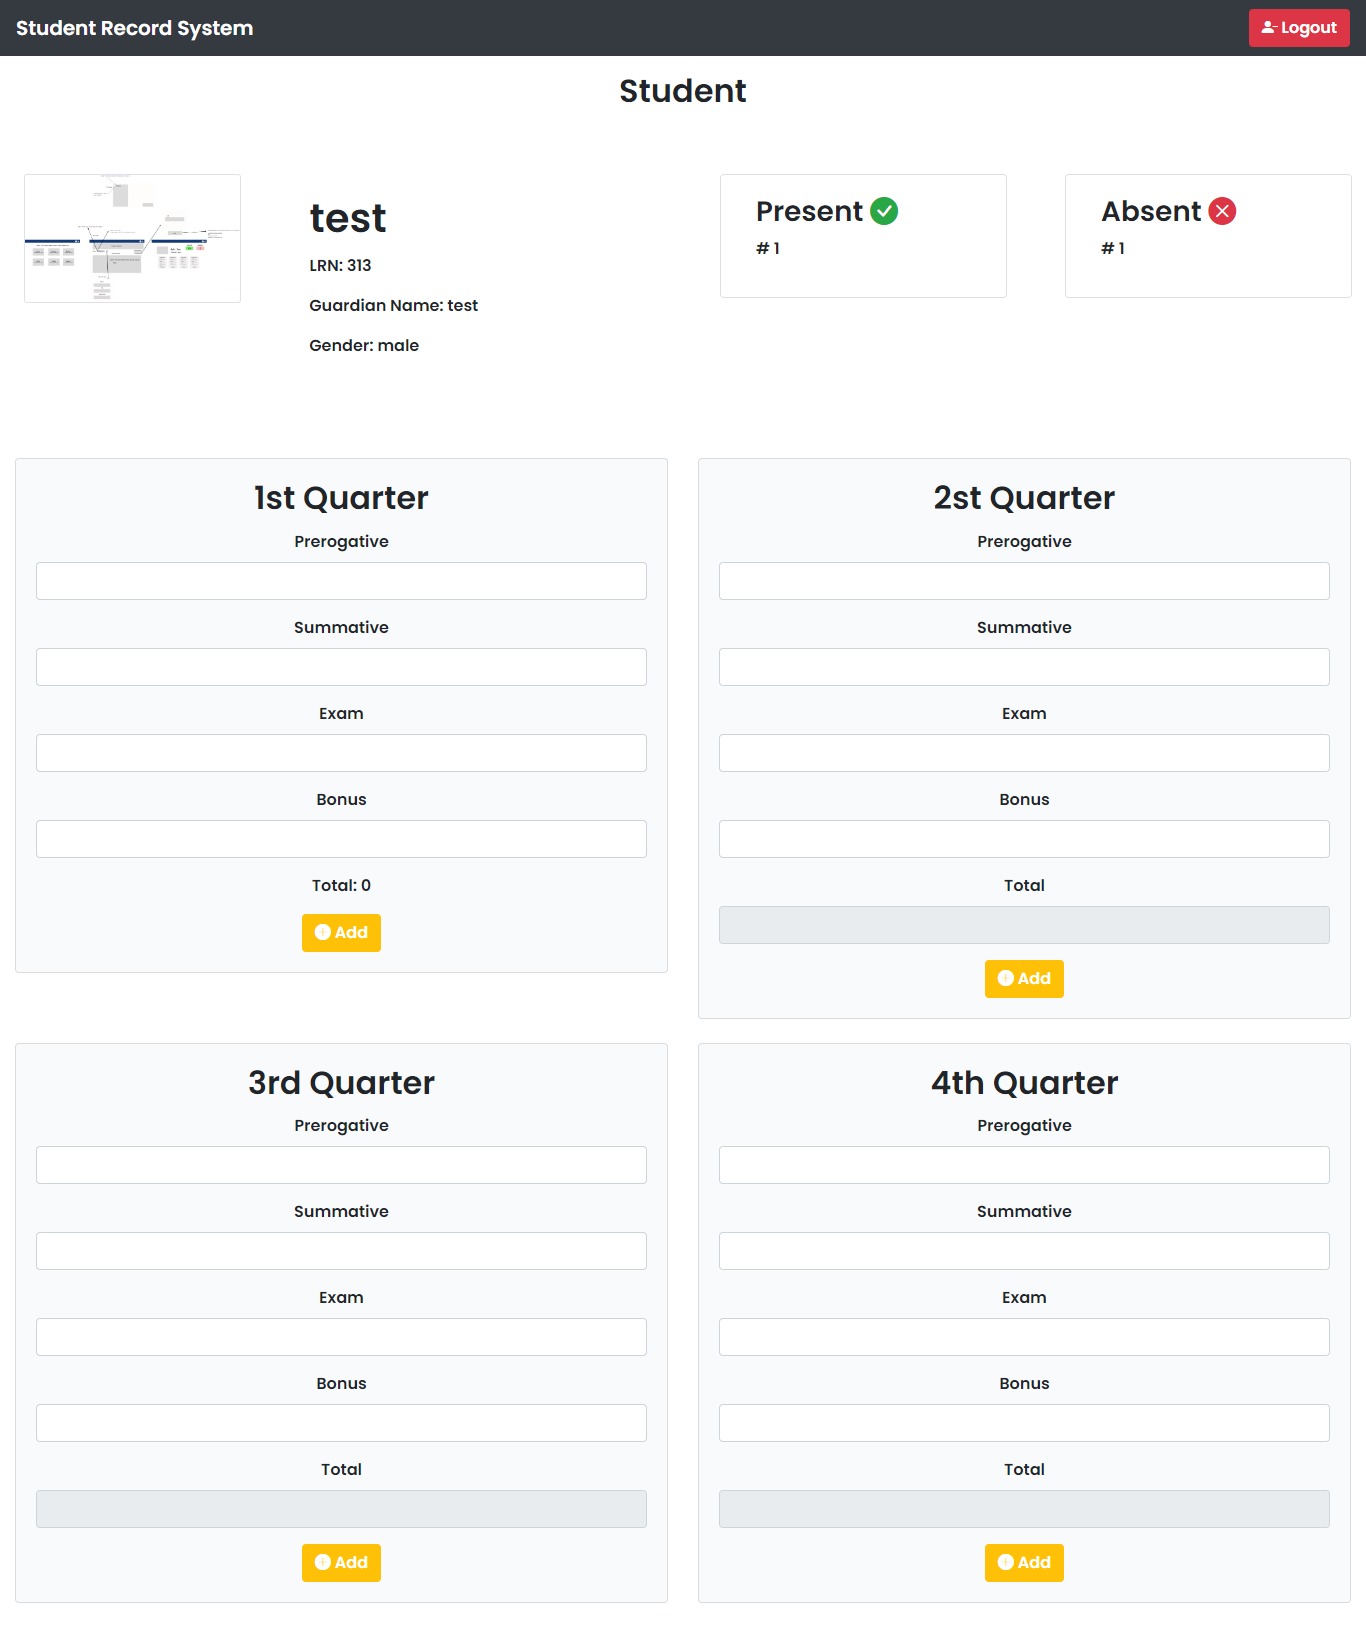 Student Record System
Logout
Student
test
LRN: 313
Guardian Name: test
Gender: male
Present
# 1
Absent
# 1
1st Quarter
Prerogative
Summative
Exam
Bonus
Total: 0
Add
2st Quarter
Prerogative
Summative
Exam
Bonus
Total
Add
3rd Quarter
Prerogative
Summative
Exam
Bonus
Total
Add
4th Quarter
Prerogative
Summative
Exam
Bonus
Total
Add